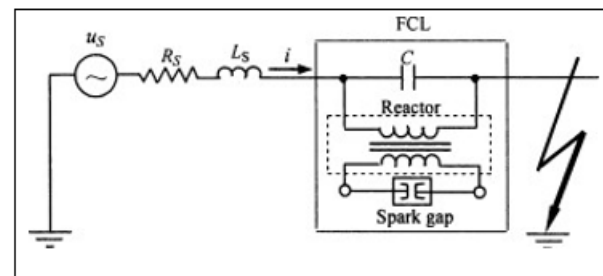 FCL
u_S
R_S
L_S
i
C
Reactor
Spark gap